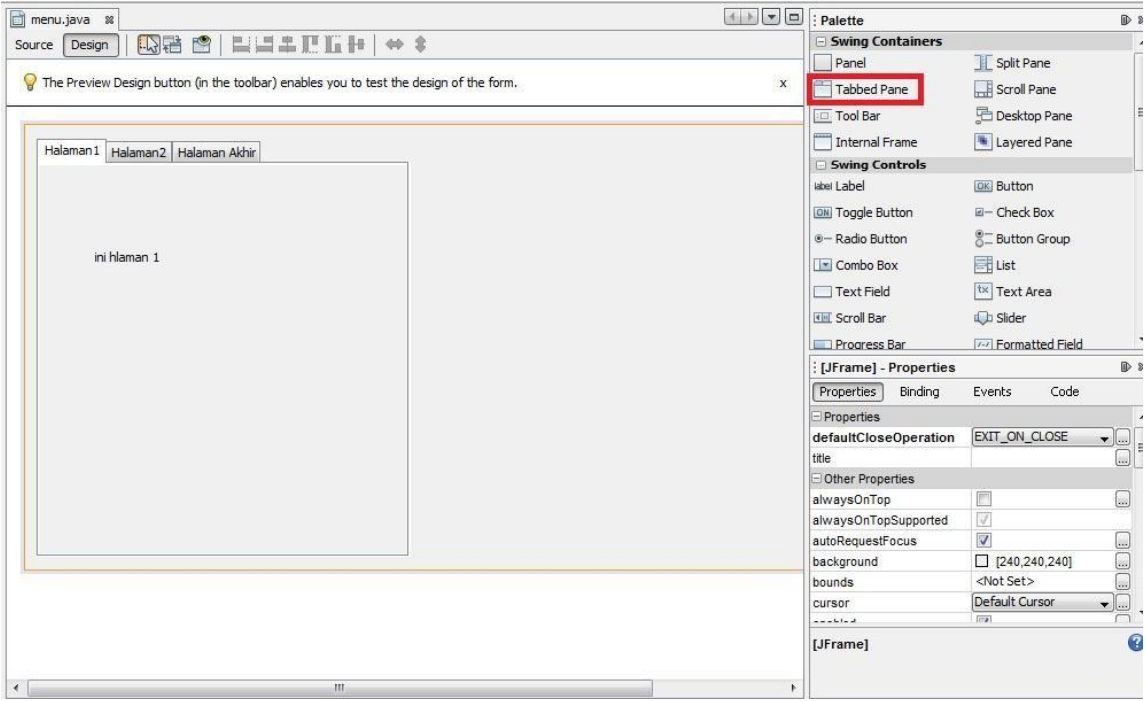 menu.java
Source Design
The Preview Design button (in the toolbar) enables you to test the design of the form. x
Halaman1 Halaman2 Halaman Akhir
ini hlaman 1
Palette
Swing Containers
Panel Split Pane
Tabbed Pane Scroll Pane
Tool Bar Desktop Pane
Internal Frame Layered Pane
Swing Controls
label Label OK Button
ON Toggle Button Check Box
Radio Button Button Group
Combo Box List
Text Field tx Text Area
Scroll Bar Slider
Progress Bar Formatted Field
[JFrame] - Properties
Properties Binding Events Code
Properties
defaultCloseOperation EXIT_ON_CLOSE ...
title ...
Other Properties
alwaysOnTop ...
alwaysOnTopSupported
autoRequestFocus ...
background [240,240,240] ...
bounds <Not Set> ...
cursor Default Cursor ...
[JFrame] ?